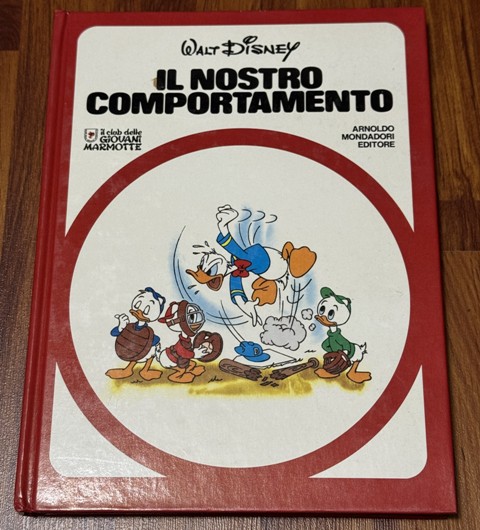 WALT DISNEY
IL NOSTRO
COMPORTAMENTO
il club delle
GIOVANI
MARMOTTE
ARNOLDO
MONDADORI
EDITORE